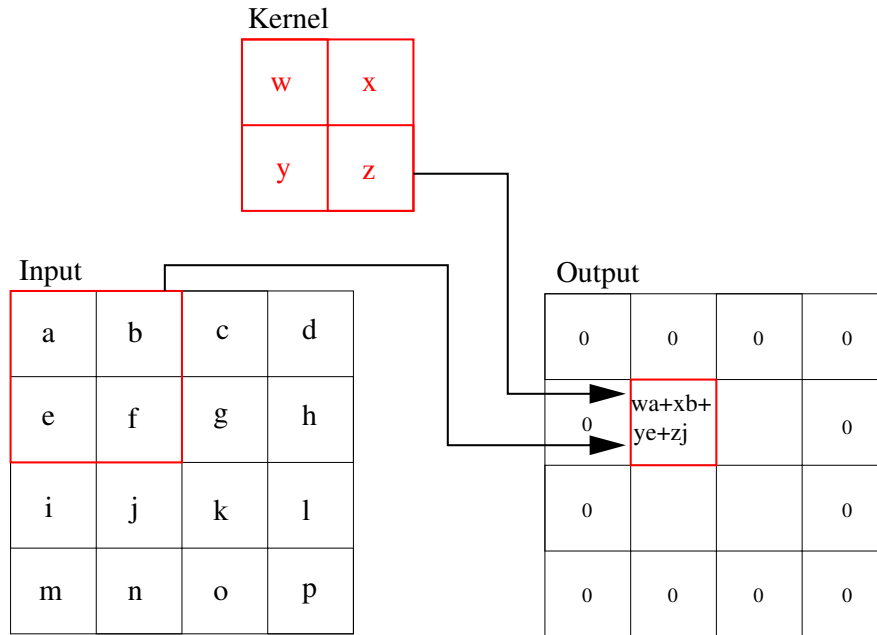 Kernel
w x
y z
Input
a b c d
e f g h
i j k l
m n o p
Output
0 0 0 0
0 wa+xb+ 0
ye+zj
0 0
0 0 0 0